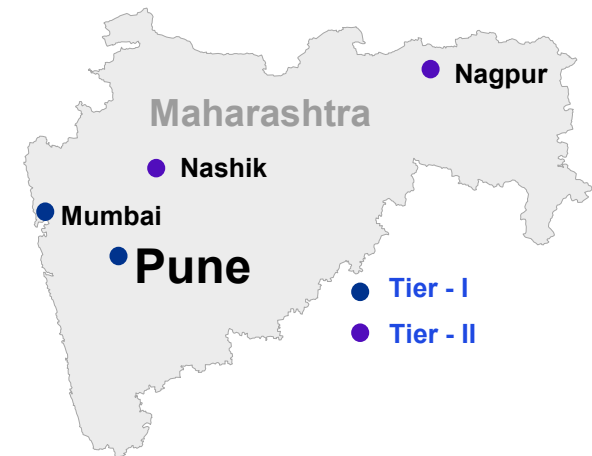 Nagpur
Maharashtra
Nashik
Mumbai
Pune
Tier - I
Tier - II